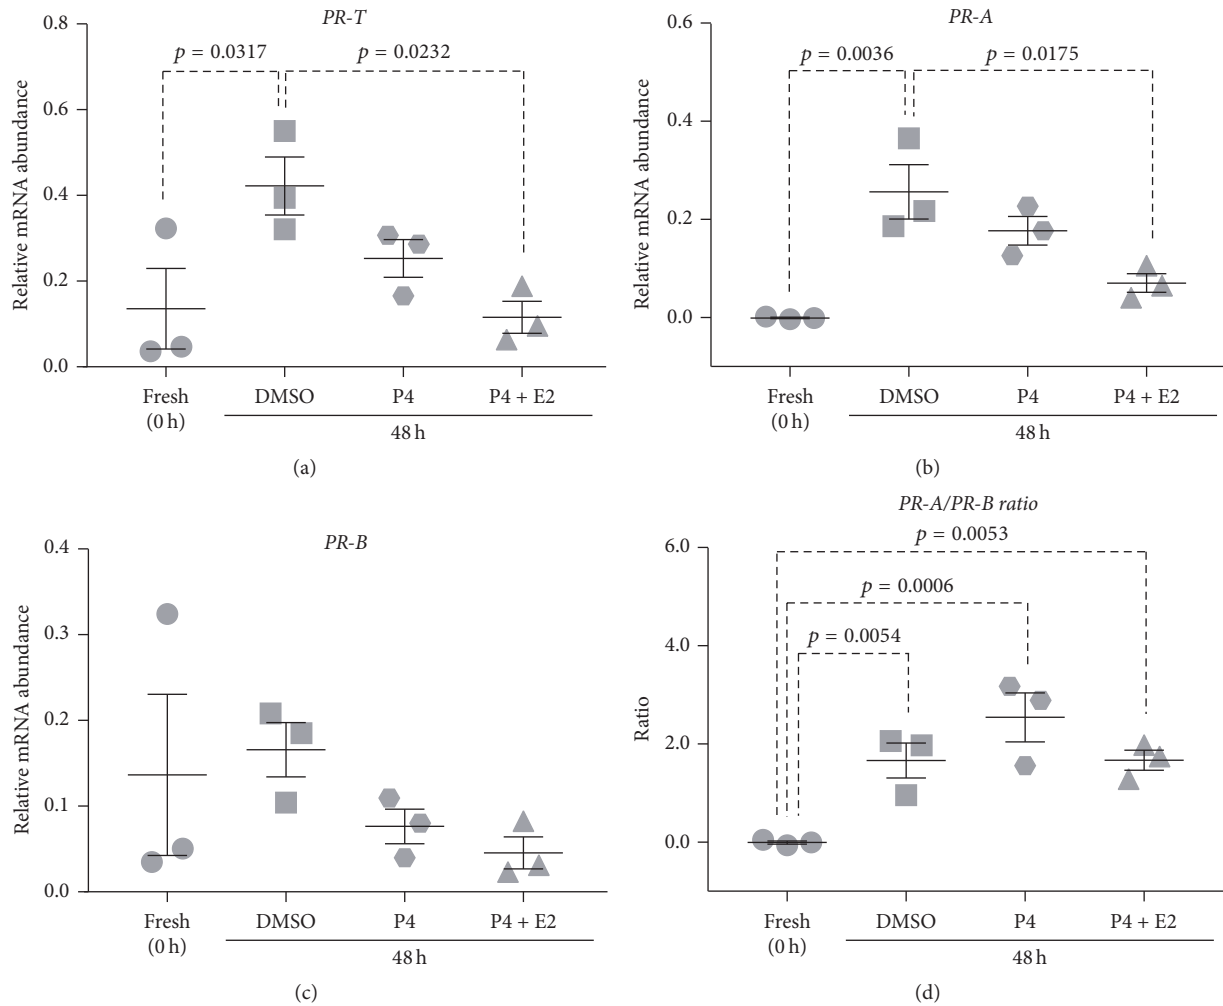 PR-T
Relative mRNA abundance
0.8
0.6
0.4
0.2
0.0
p = 0.0317
p = 0.0232
Fresh
(0 h)
DMSO
P4
P4 + E2
48 h
(a)
PR-A
Relative mRNA abundance
0.6
0.4
0.2
0.0
p = 0.0036
p = 0.0175
Fresh
(0 h)
DMSO
P4
P4 + E2
48 h
(b)
PR-B
Relative mRNA abundance
0.4
0.3
0.2
0.1
0.0
Fresh
(0 h)
DMSO
P4
P4 + E2
48 h
(c)
PR-A/PR-B ratio
Ratio
6.0
4.0
2.0
0.0
p = 0.0053
p = 0.0006
p = 0.0054
Fresh
(0 h)
DMSO
P4
P4 + E2
48 h
(d)